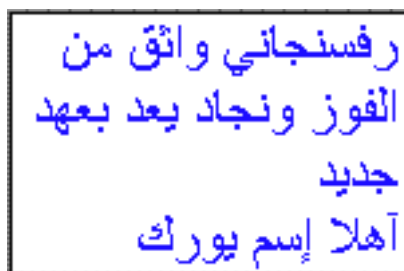 رفسنجاني واثق من
الفوز ونجاد يعد بعهد
جديد
آهلا إسم يورك